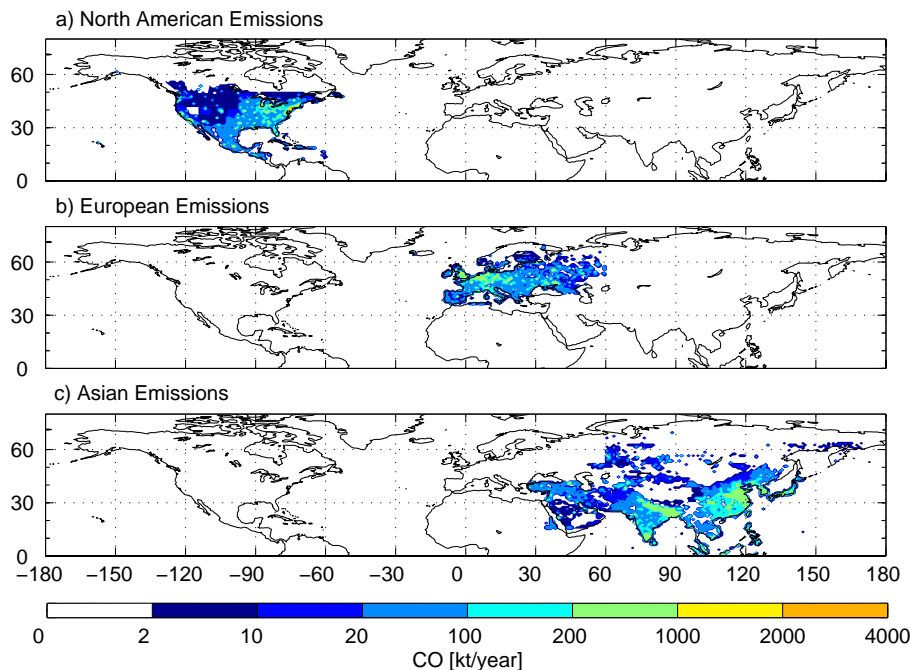 a) North American Emissions
60
30
0
b) European Emissions
60
30
0
c) Asian Emissions
60
30
0
−180 −150 −120 −90 −60 −30 0 30 60 90 120 150 180
0 2 10 20 100 200 1000 2000 4000
CO [kt/year]